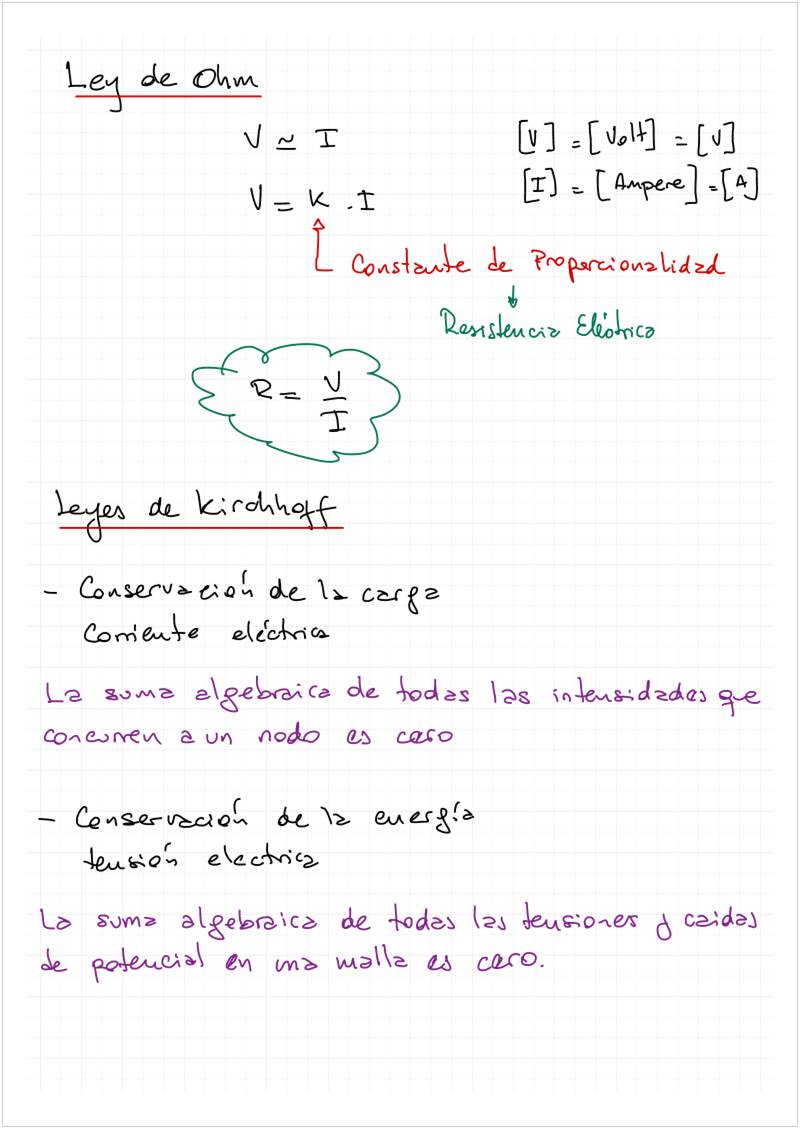 Ley de Ohm
V ≃ I
[V] = [Volt] = [V]
V = K . I
[I] = [Ampere] = [A]
Constante de Proporcionalidad
Resistencia Eléctrica
R = V/I
Leyes de Kirchhoff
- Conservación de la carga
Corriente eléctrica
La suma algebraica de todas las intensidades que
concurren a un nodo es cero
- Conservación de la energía
tensión electrica
La suma algebraica de todas las tensiones y caidas
de potencial en una malla es cero.